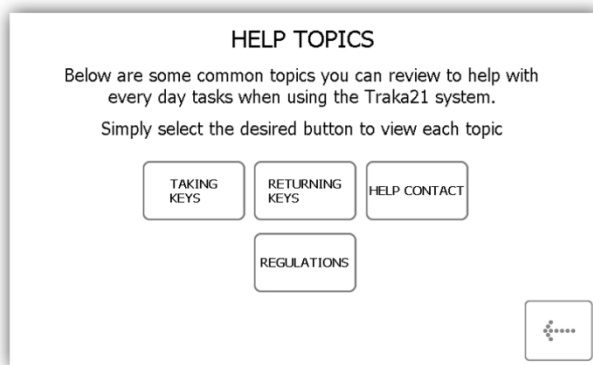 HELP TOPICS
Below are some common topics you can review to help with
every day tasks when using the Traka21 system.
Simply select the desired button to view each topic
TAKING
KEYS
RETURNING
KEYS
HELP CONTACT
REGULATIONS